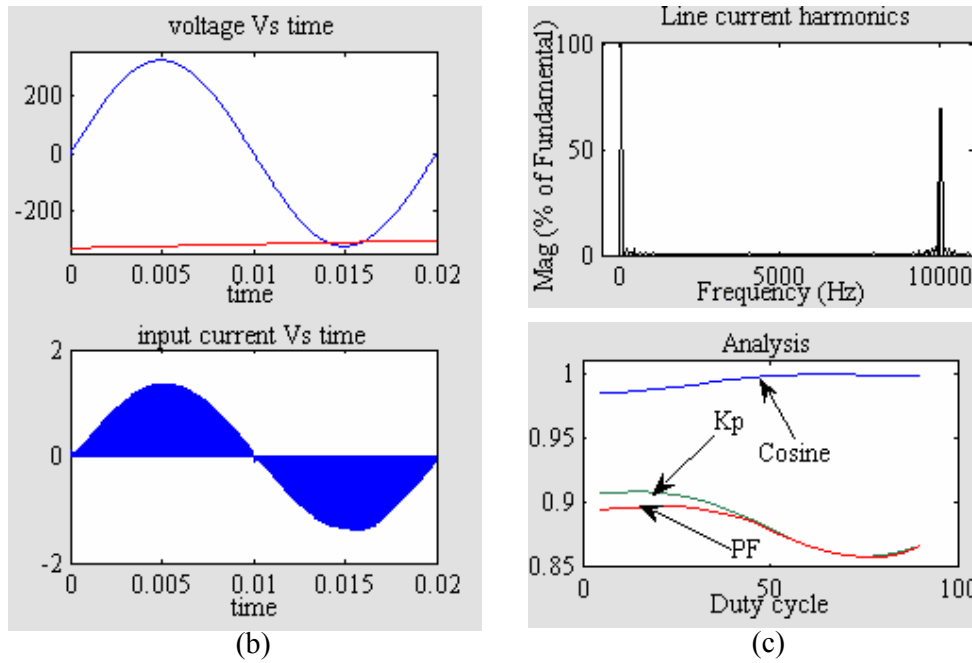 voltage Vs time
200
0
-200
0 0.005 0.01 0.015 0.02
time
input current Vs time
2
0
-2
0 0.005 0.01 0.015 0.02
time
(b)
Line current harmonics
Mag (% of Fundamental)
100
50
0
0 5000 10000
Frequency (Hz)
Analysis
1
0.95
0.9
0.85
Kp
Cosine
PF
0 50 100
Duty cycle
(c)